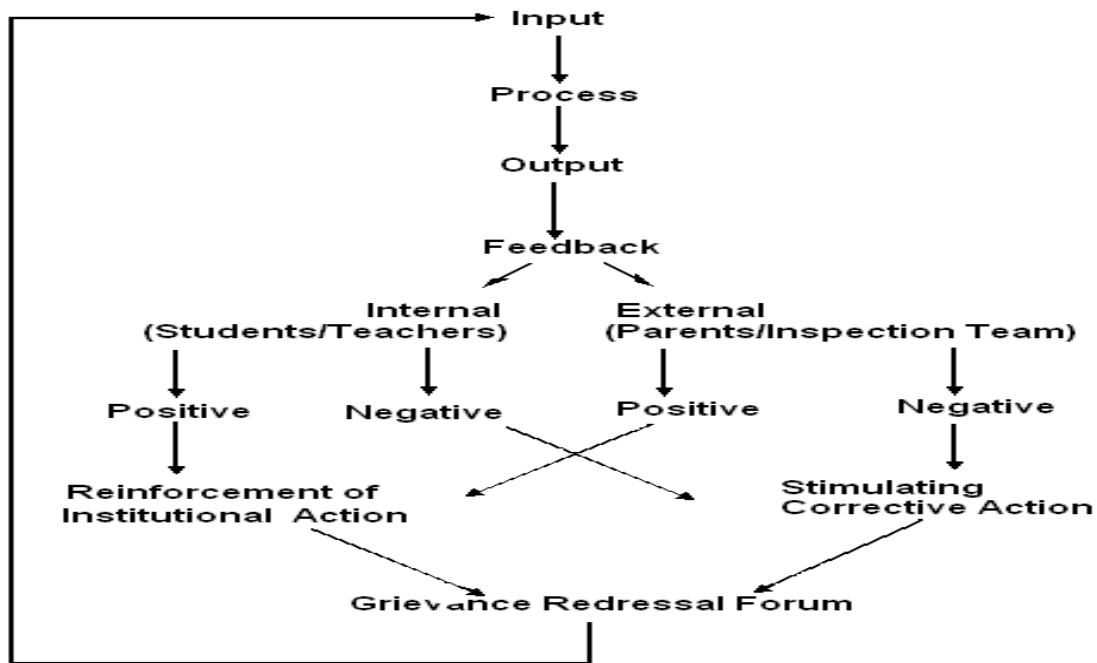 Input
Process
Output
Feedback
Internal
(Students/Teachers)
External
(Parents/Inspection Team)
Positive
Negative
Positive
Negative
Reinforcement of
Institutional Action
Stimulating
Corrective Action
Grievance Redressal Forum